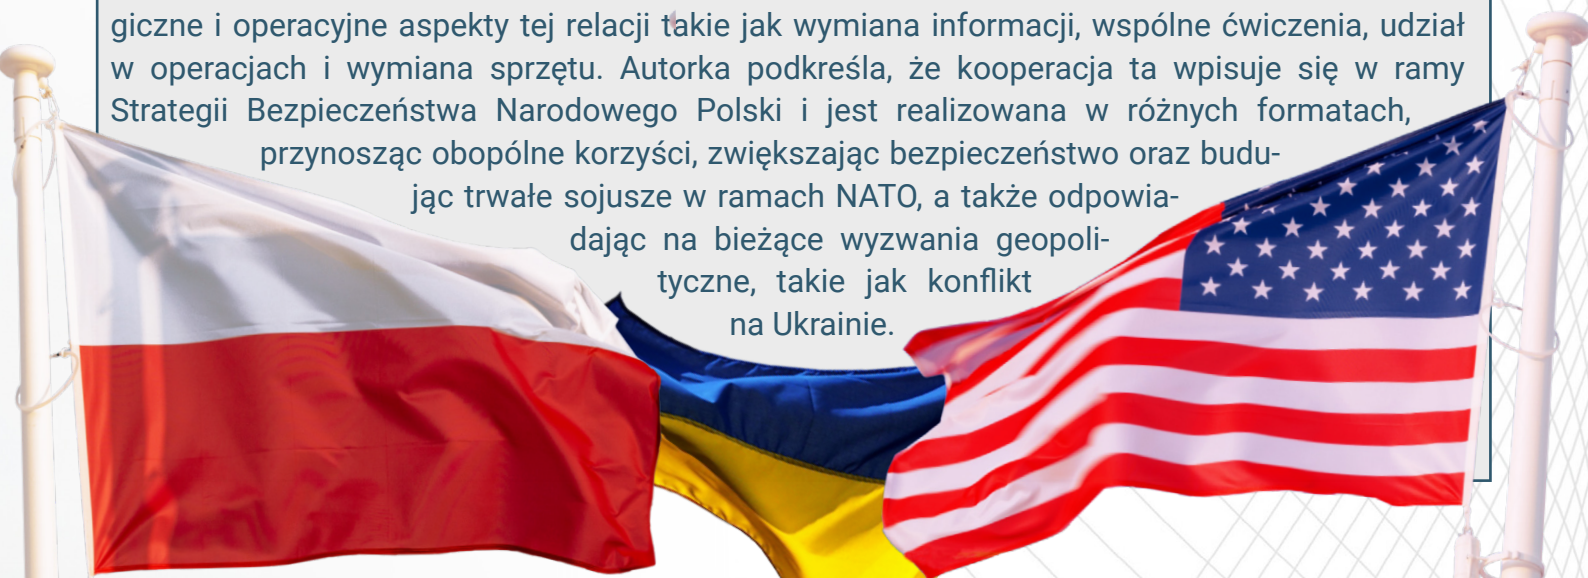 giczne i operacyjne aspekty tej relacji takie jak wymiana informacji, wspólne ćwiczenia, udział
w operacjach i wymiana sprzętu. Autorka podkreśla, że kooperacja ta wpisuje się w ramy
Strategii Bezpieczeństwa Narodowego Polski i jest realizowana w różnych formatach,
przynosząc obopólne korzyści, zwiększając bezpieczeństwo oraz budu-
jąc trwałe sojusze w ramach NATO, a także odpowia-
dając na bieżące wyzwania geopoli-
tyczne, takie jak konflikt
na Ukrainie.